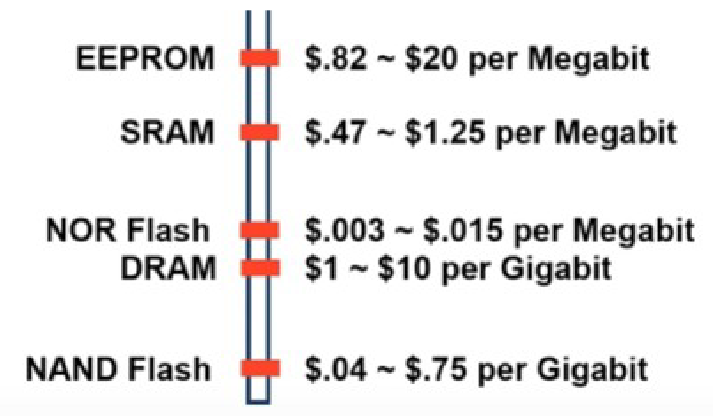 EEPROM $.82 ~ $20 per Megabit
SRAM $.47 ~ $1.25 per Megabit
NOR Flash $.003 ~ $.015 per Megabit
DRAM $1 ~ $10 per Gigabit
NAND Flash $.04 ~ $.75 per Gigabit